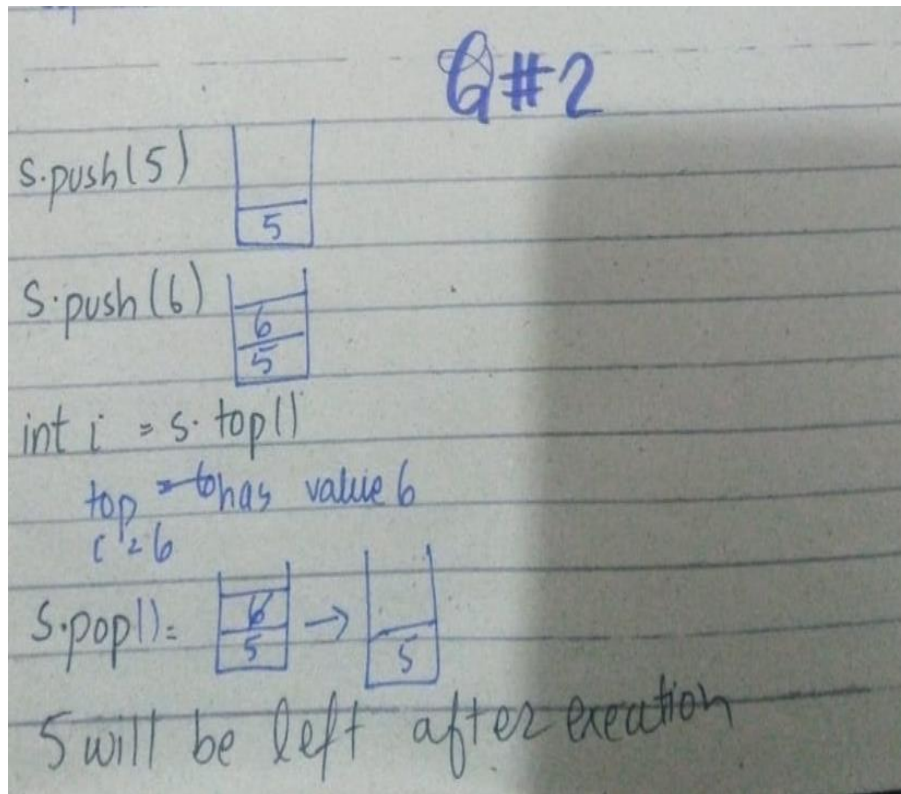 Q#2
s.push(5)
5
s.push(6)
6
5
int i = s.top()
top has value 6
i = 6
s.pop() =
6
5
→
5
5 will be left after exeation